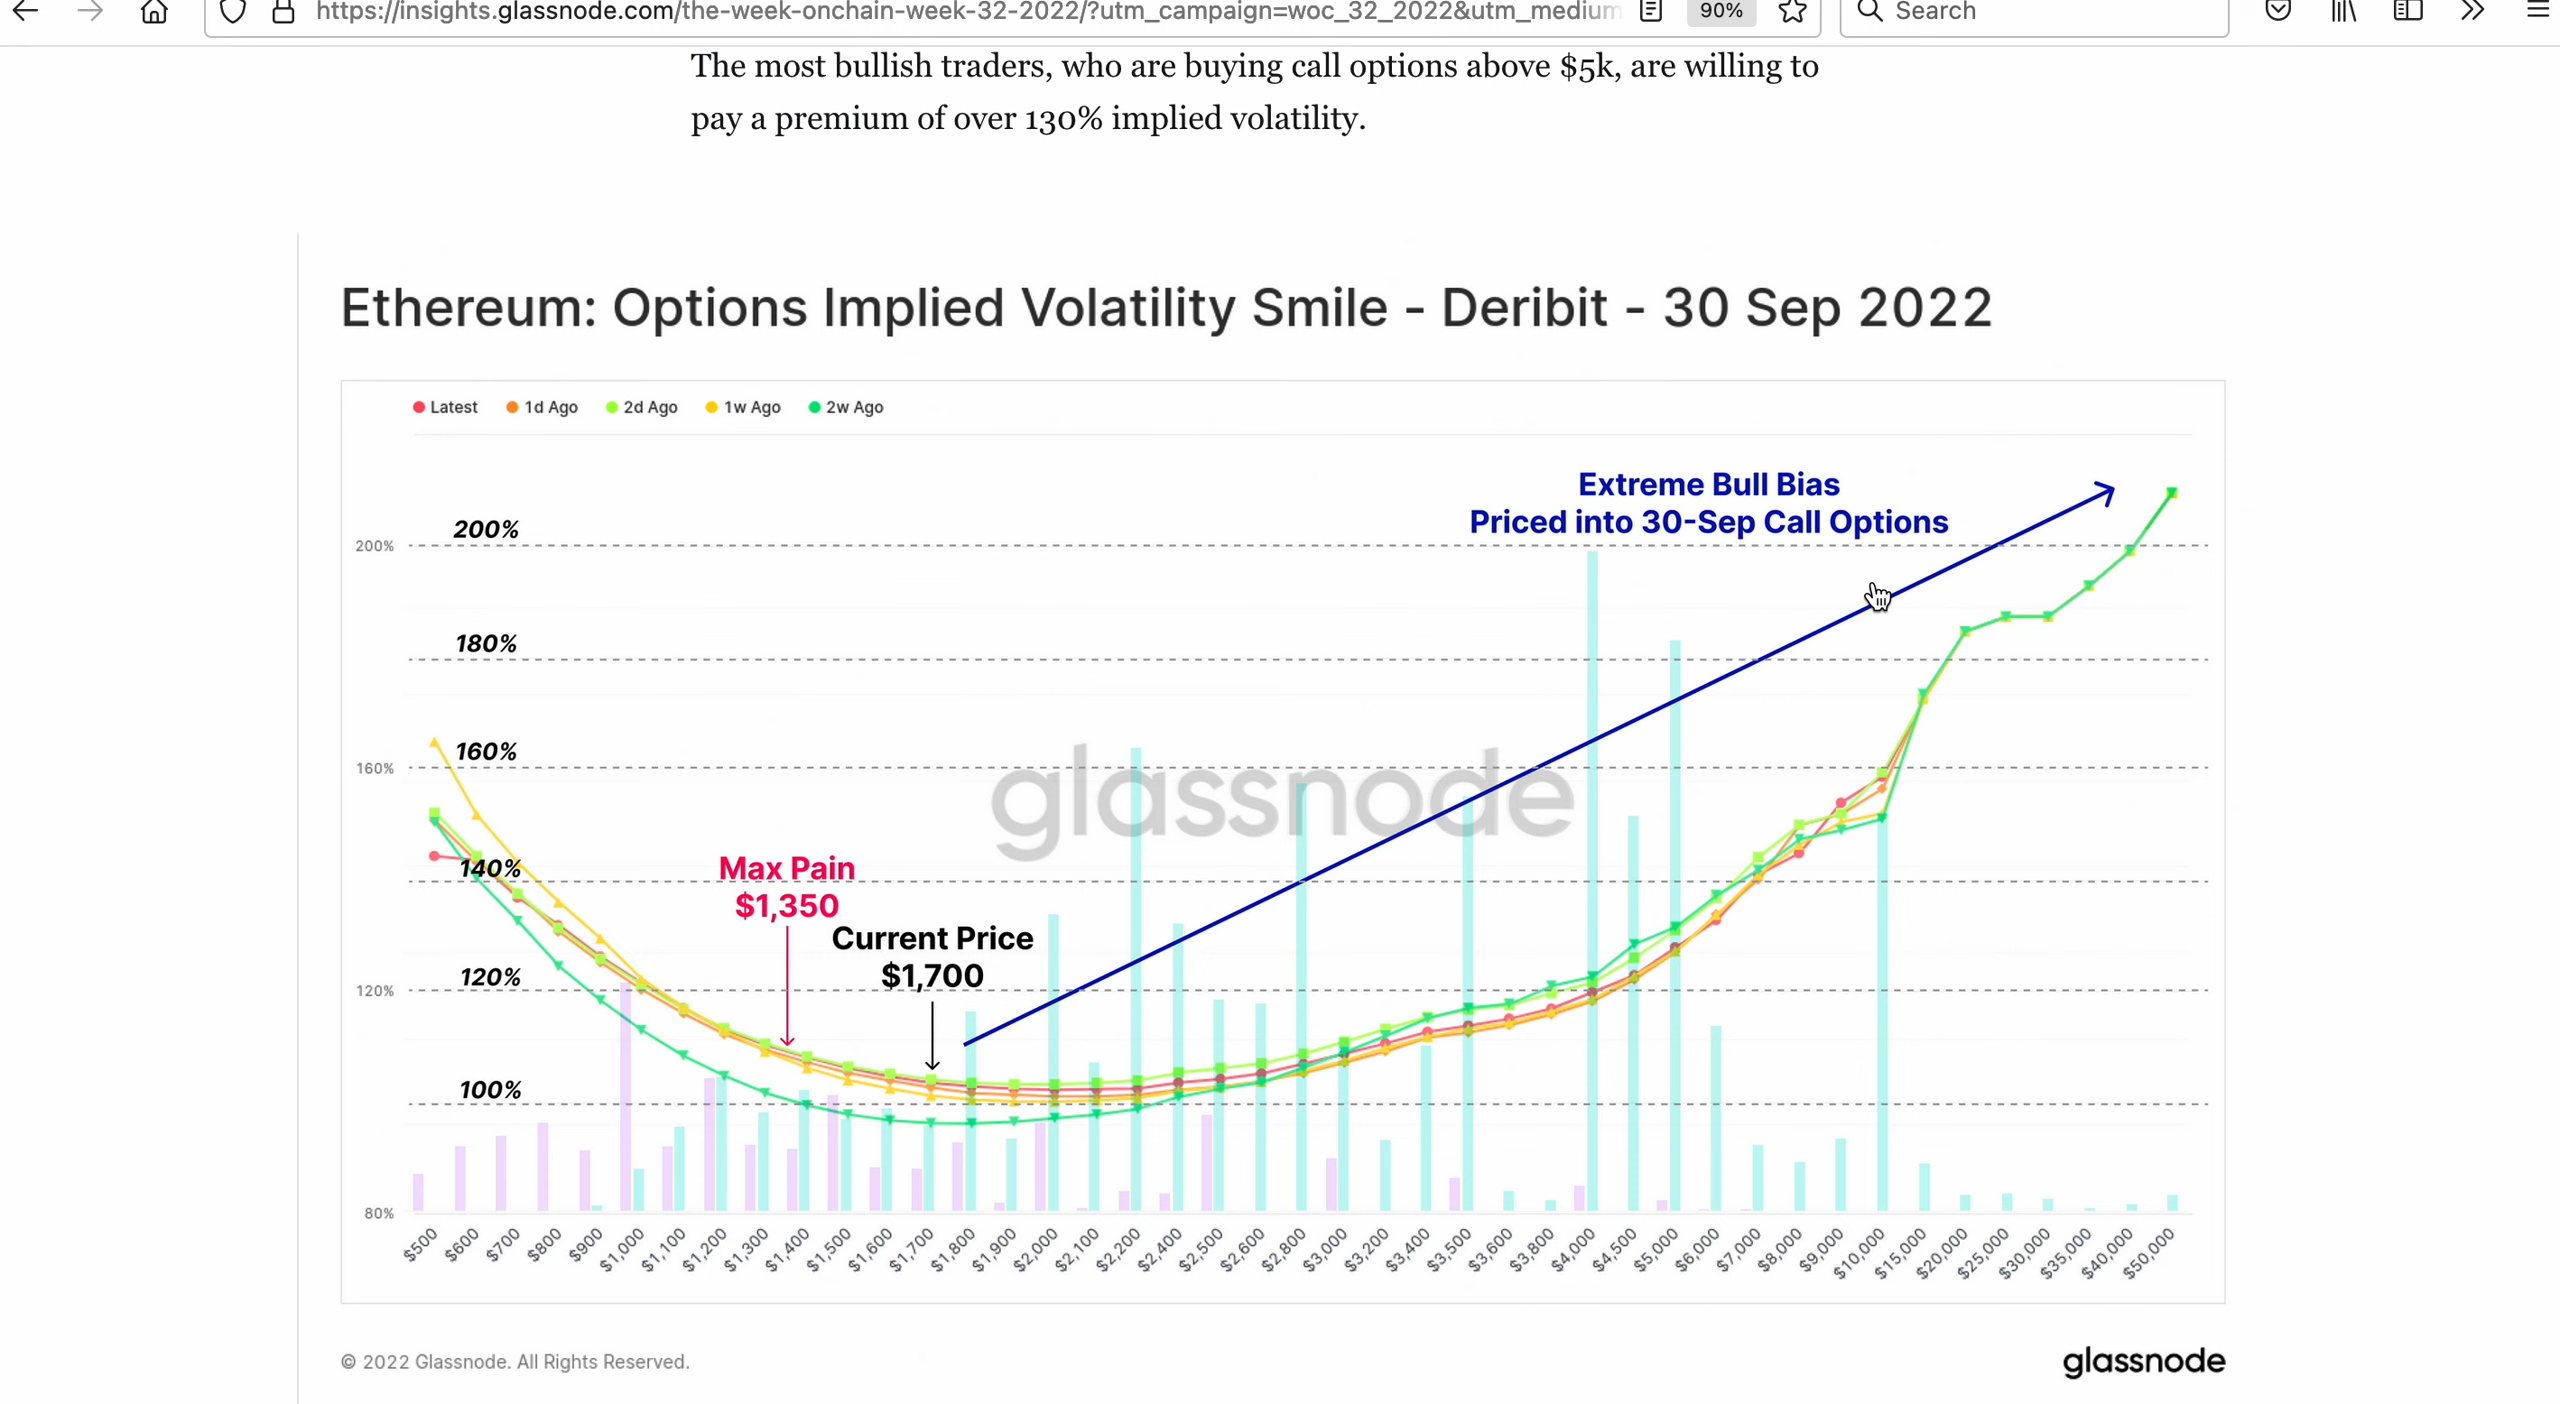 https://insights.glassnode.com/the-week-onchain-week-32-2022/?utm_campaign=woc_32_2022&utm_medium
90%
Search
The most bullish traders, who are buying call options above $5k, are willing to
pay a premium of over 130% implied volatility.
Ethereum: Options Implied Volatility Smile - Deribit - 30 Sep 2022
Latest 1d Ago 2d Ago 1w Ago 2w Ago
Extreme Bull Bias
Priced into 30-Sep Call Options
200%
200%
180%
160%
160%
glassnode
140%
Max Pain
$1,350
Current Price
$1,700
120%
120%
100%
80%
$500 $600 $700 $800 $900 $1,000 $1,100 $1,200 $1,300 $1,400 $1,500 $1,600 $1,700 $1,800 $1,900 $2,000 $2,100 $2,200 $2,400 $2,500 $2,600 $2,800 $3,000 $3,200 $3,400 $3,500 $3,600 $3,800 $4,000 $4,500 $5,000 $6,000 $7,000 $8,000 $9,000 $10,000 $15,000 $20,000 $25,000 $30,000 $35,000 $40,000 $50,000
© 2022 Glassnode. All Rights Reserved.
glassnode